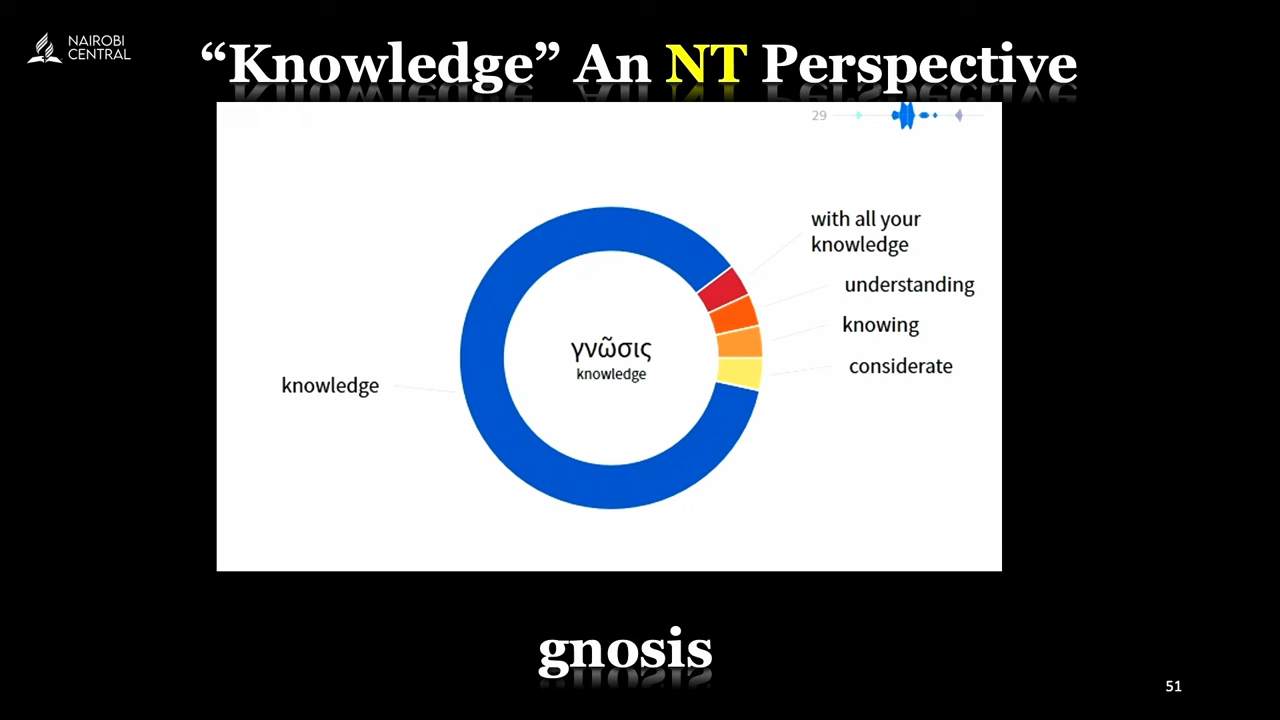 NAIROBI
CENTRAL
“Knowledge” An NT Perspective
29
with all your
knowledge
understanding
knowing
considerate
knowledge
γνῶσις
knowledge
gnosis
51